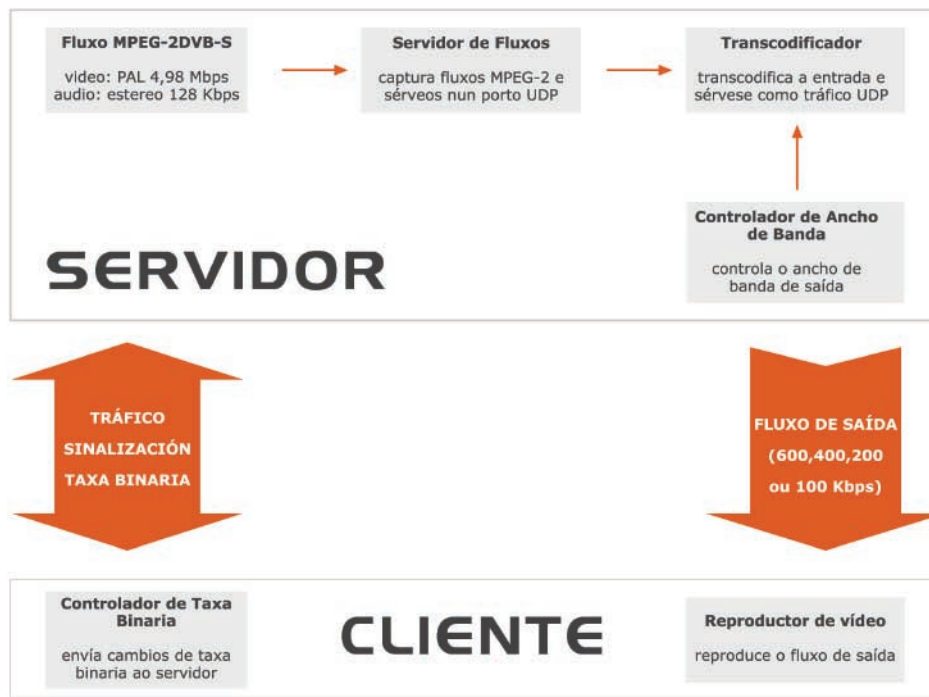 Fluxo MPEG-2DVB-S
video: PAL 4,98 Mbps
audio: estereo 128 Kbps
Servidor de Fluxos
captura fluxos MPEG-2 e
sérveos nun porto UDP
Transcodificador
transcodifica a entrada e
sérvese como tráfico UDP
Controlador de Ancho
de Banda
controla o ancho de
banda de saída
SERVIDOR
TRÁFICO
SINALIZACIÓN
TAXA BINARIA
FLUXO DE SAÍDA
(600,400,200
ou 100 Kbps)
Controlador de Taxa
Binaria
envía cambios de taxa
binaria ao servidor
CLIENTE
Reproductor de vídeo
reproduce o fluxo de saída